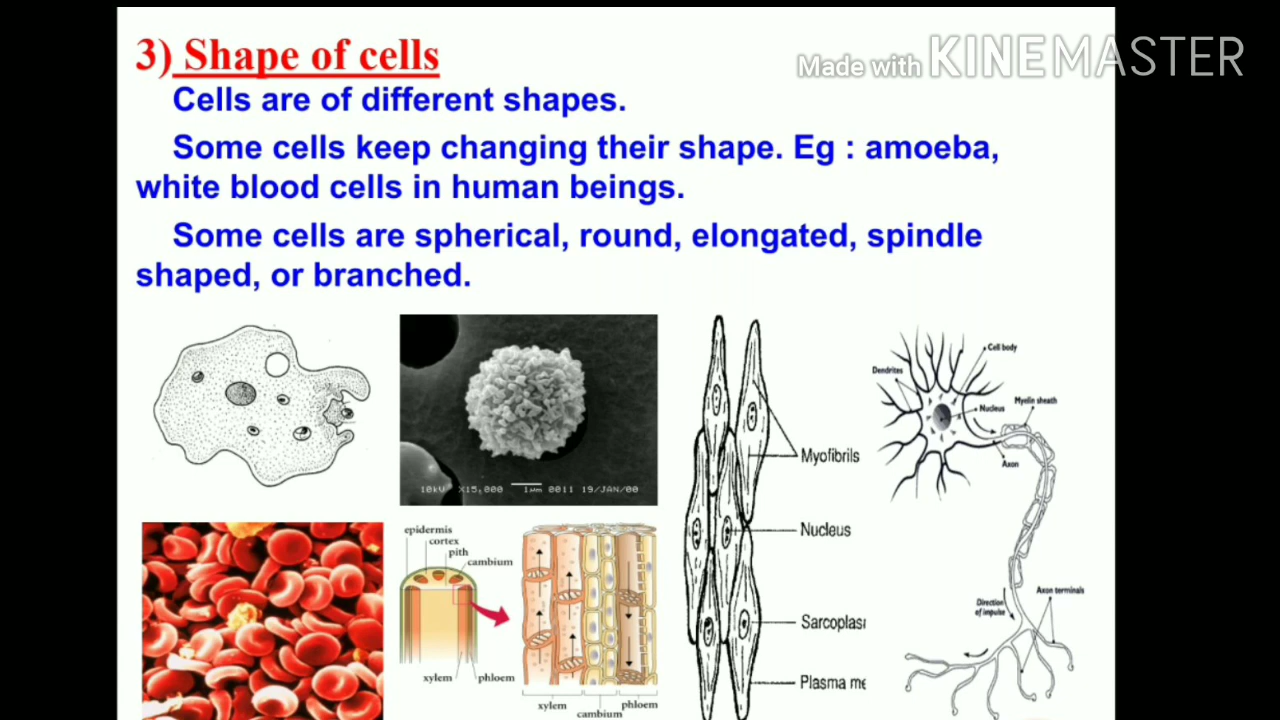 3) Shape of cells
Made with KINEMASTER
Cells are of different shapes.
Some cells keep changing their shape. Eg : amoeba,
white blood cells in human beings.
Some cells are spherical, round, elongated, spindle
shaped, or branched.
10kV X15,000 1µm 0011 19/JAN/00
epidermis
cortex
pith
cambium
xylem
phloem
xylem
cambium
phloem
Myofibrils
Nucleus
Sarcoplas
Plasma me
Cell body
Dendrites
Nucleus
Myelin sheath
Axon
Direction
of impulse
Axon terminals